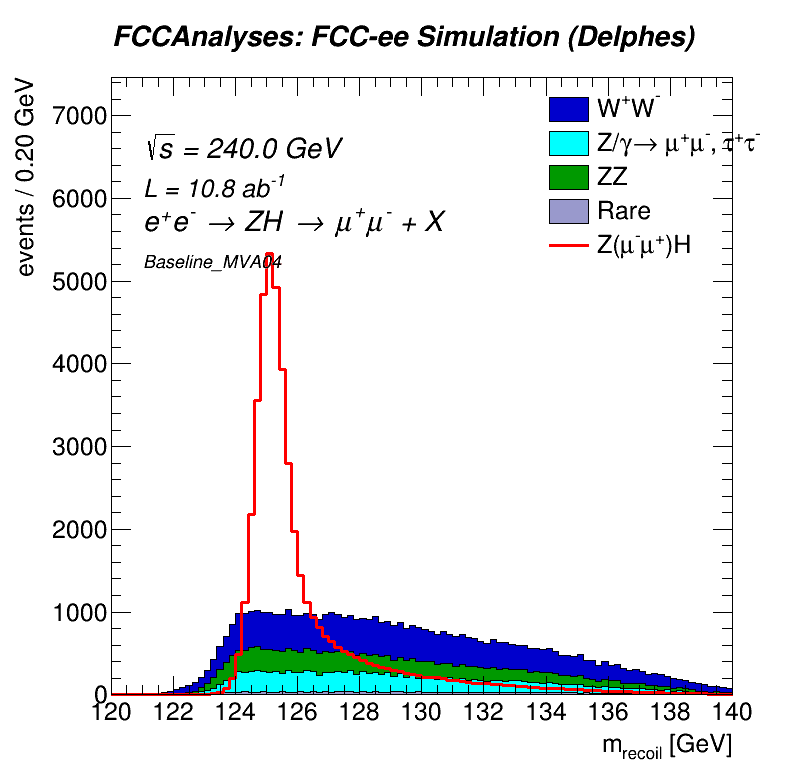 FCCAnalyses: FCC-ee Simulation (Delphes)
events / 0.20 GeV
7000
6000
5000
4000
3000
2000
1000
0
√s = 240.0 GeV
L = 10.8 ab⁻¹
e⁺e⁻ → ZH → μ⁺μ⁻ + X
Baseline_MVA04
W⁺W⁻
Z/γ→ μ⁺μ⁻, τ⁺τ⁻
ZZ
Rare
Z(μ⁻μ⁺)H
120 122 124 126 128 130 132 134 136 138 140
m_recoil [GeV]